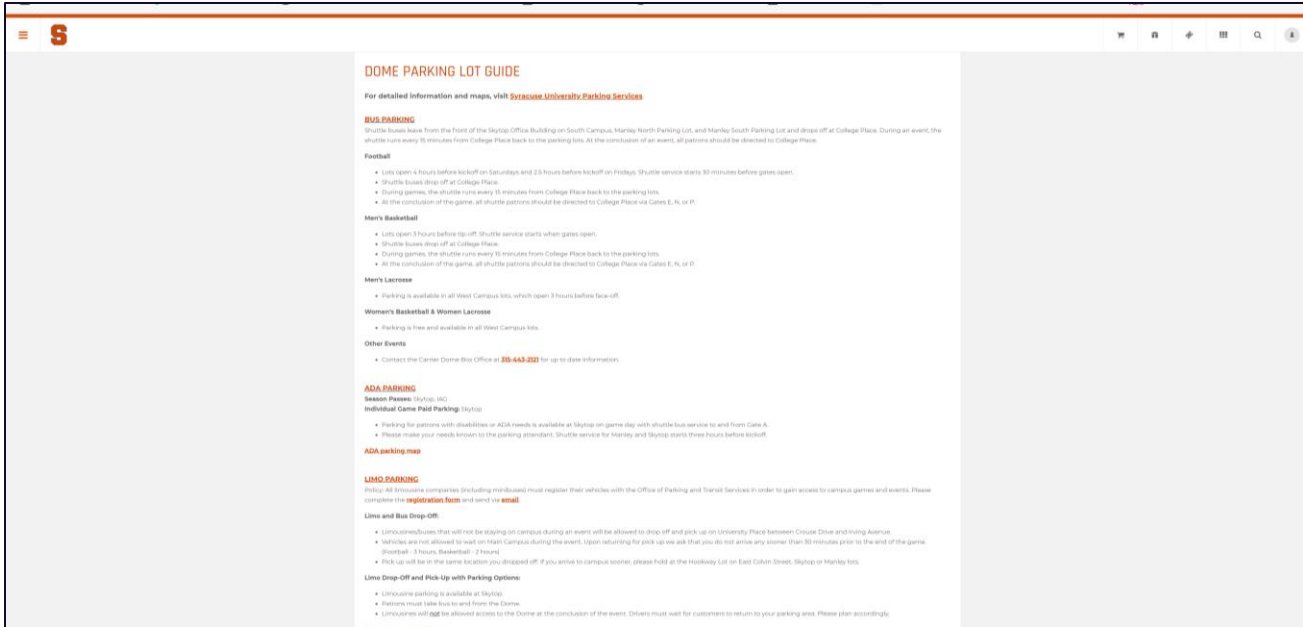 S
DOME PARKING LOT GUIDE
For detailed information and maps, visit Syracuse University Parking Services
BUS PARKING
Shuttle buses leave from the front of the Skytop Office Building on South Campus, Manley North Parking Lot, and Manley South Parking Lot and drops off at College Place. During an event, the
shuttle runs every 15 minutes from College Place back to the parking lots. At the conclusion of an event, all patrons should be directed to College Place.
Football
• Lots open 4 hours before kickoff on Saturdays and 2.5 hours before kickoff on Fridays. Shuttle service starts 30 minutes before gates open.
• Shuttle buses drop off at College Place.
• During games, the shuttle runs every 15 minutes from College Place back to the parking lots.
• At the conclusion of the game, all shuttle patrons should be directed to College Place via Gates E, N, or P.
Men's Basketball
• Lots open 3 hours before tip-off. Shuttle service starts when gates open.
• Shuttle buses drop off at College Place.
• During games, the shuttle runs every 15 minutes from College Place back to the parking lots.
• At the conclusion of the game, all shuttle patrons should be directed to College Place via Gates E, N, or P.
Men's Lacrosse
• Parking is available in all West Campus lots, which open 3 hours before face-off.
Women's Basketball & Women Lacrosse
• Parking is free and available in all West Campus lots.
Other Events
• Contact the Carrier Dome Box Office at 315-443-2121 for up to date information.
ADA PARKING
Season Passes: Skytop,
Individual Game Paid Parking: Skytop
• Parking for patrons with disabilities or ADA needs is available at Skytop on game day with shuttle bus service to and from Gate A.
• Please make your needs known to the parking attendant. Shuttle service for Manley and Skytop starts three hours before kickoff.
ADA parking map
LIMO PARKING
Policy: All limousine companies (including minibuses) must register their vehicles with the Office of Parking and Transit Services in order to gain access to campus games and events. Please
complete the registration form and send via email.
Limo and Bus Drop-Off:
• Limousines/buses that will not be staying on campus during an event will be allowed to drop off and pick up on University Place between Crouse Drive and Irving Avenue.
• Vehicles are not allowed to wait on Main Campus during the event. Upon returning for pick up we ask that you do not arrive any sooner than 30 minutes prior to the end of the game.
(Football - 3 hours, Basketball - 2 hours)
• Pick up will be in the same location you dropped off. If you arrive to campus sooner, please hold at the Hookway Lot on East Colvin Street, Skytop or Manley lots.
Limo Drop-Off and Pick-Up with Parking Options:
• Limousine parking is available at Skytop.
• Patrons must take bus to and from the Dome.
• Limousines will not be allowed access to the Dome at the conclusion of the event. Drivers must wait for customers to return to your parking area. Please plan accordingly.